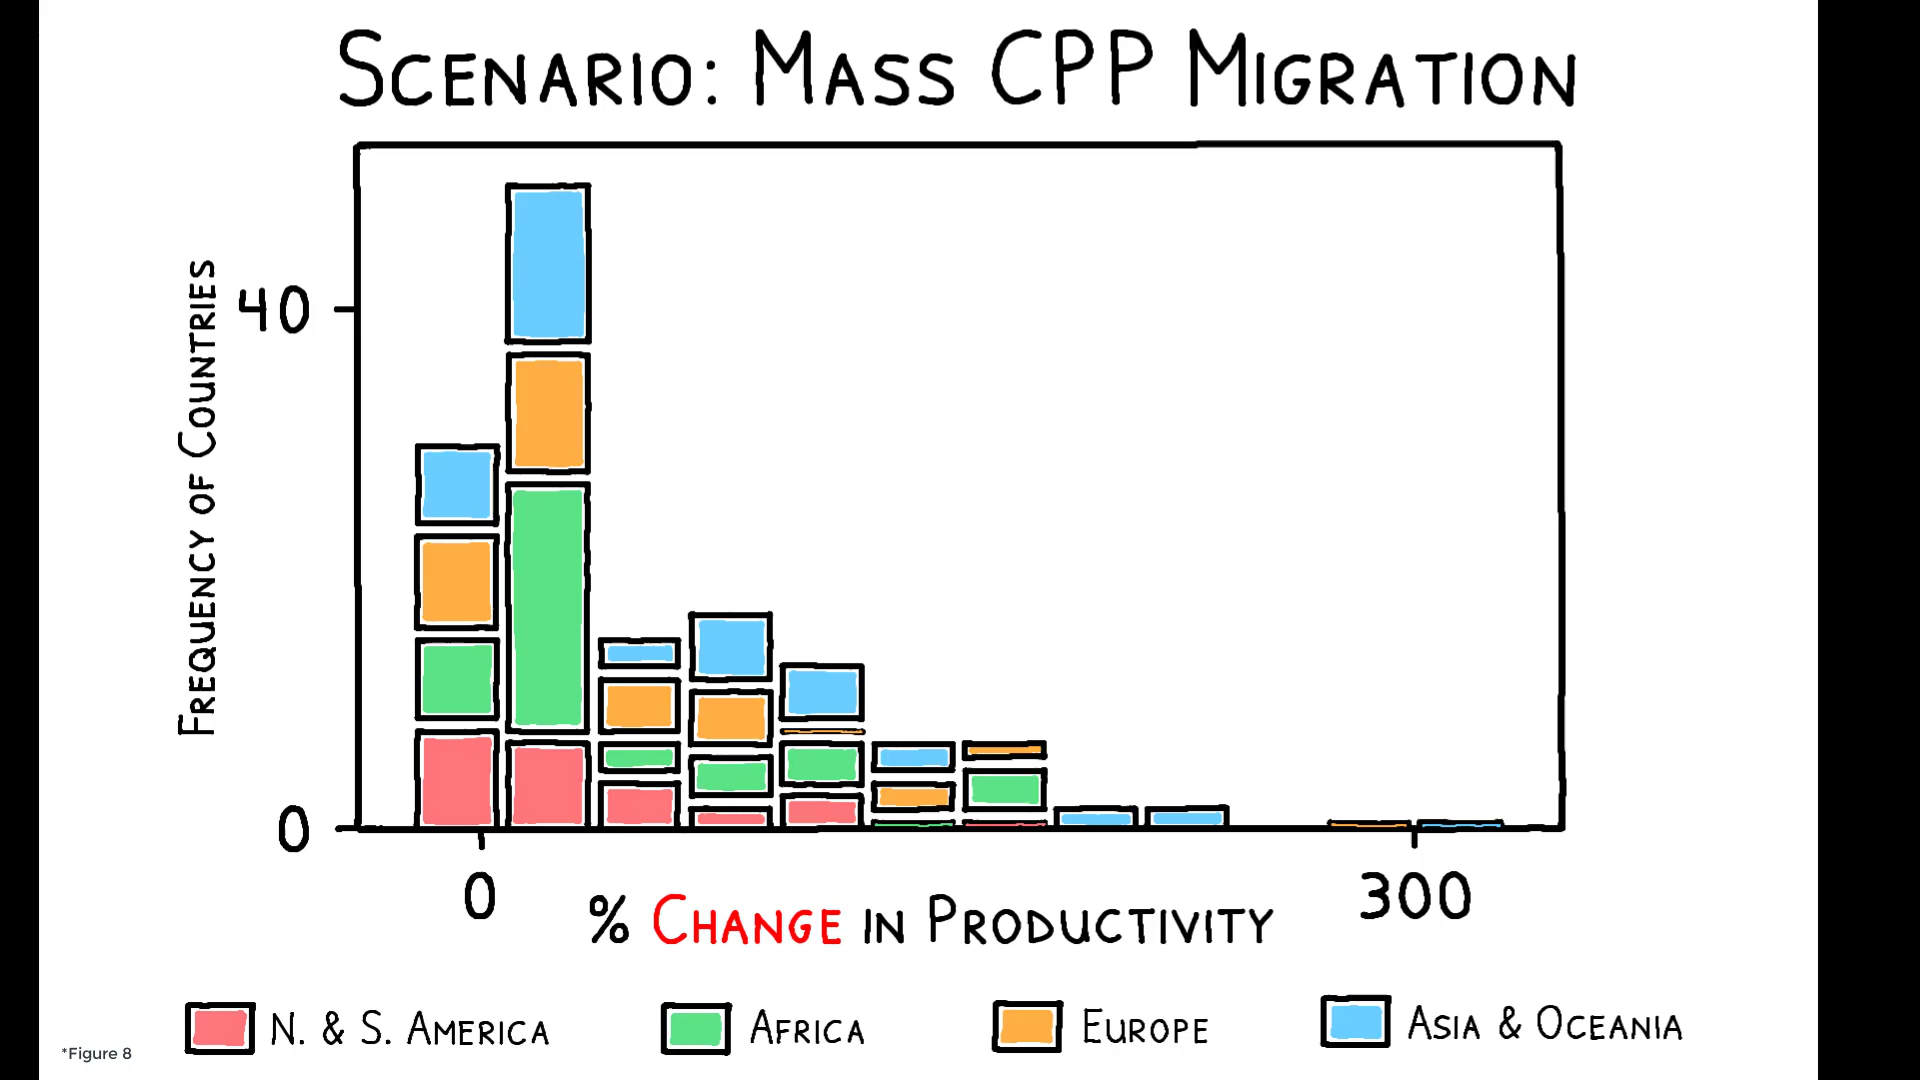 SCENARIO: MASS CPP MIGRATION
FREQUENCY OF COUNTRIES
40
0
0
300
% CHANGE IN PRODUCTIVITY
N. & S. AMERICA
AFRICA
EUROPE
ASIA & OCEANIA
*Figure 8